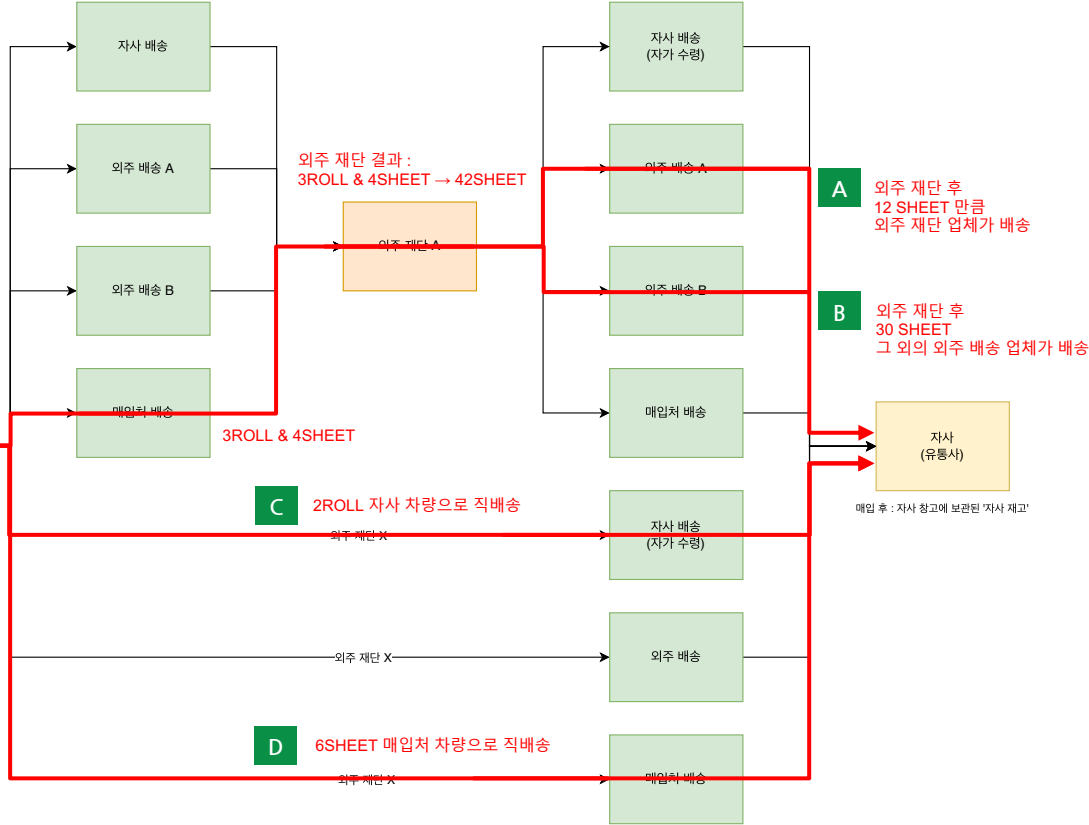 자사 배송
자사 배송
(자가 수령)
외주 배송 A
외주 재단 결과 :
3ROLL & 4SHEET → 42SHEET
외주 배송 A
A
외주 재단 후
12 SHEET 만큼
외주 재단 업체가 배송
외주 재단 A
외주 배송 B
외주 배송 B
B
외주 재단 후
30 SHEET
그 외의 외주 배송 업체가 배송
매입처 배송
3ROLL & 4SHEET
매입처 배송
자사
(유통사)
매입 후 : 자사 창고에 보관된 '자사 재고'
C
2ROLL 자사 차량으로 직배송
외주 재단 X
자사 배송
(자가 수령)
외주 재단 X
외주 배송
D
6SHEET 매입처 차량으로 직배송
외주 재단 X
매입처 배송